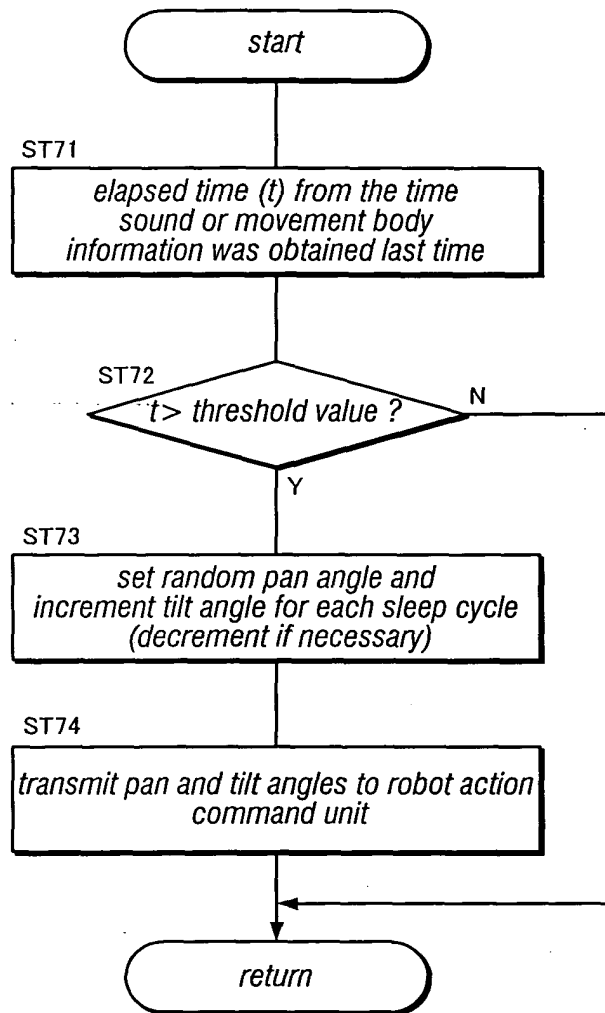 start
ST71
elapsed time (t) from the time
sound or movement body
information was obtained last time
ST72
t> threshold value ?
N
Y
ST73
set random pan angle and
increment tilt angle for each sleep cycle
(decrement if necessary)
ST74
transmit pan and tilt angles to robot action
command unit
return